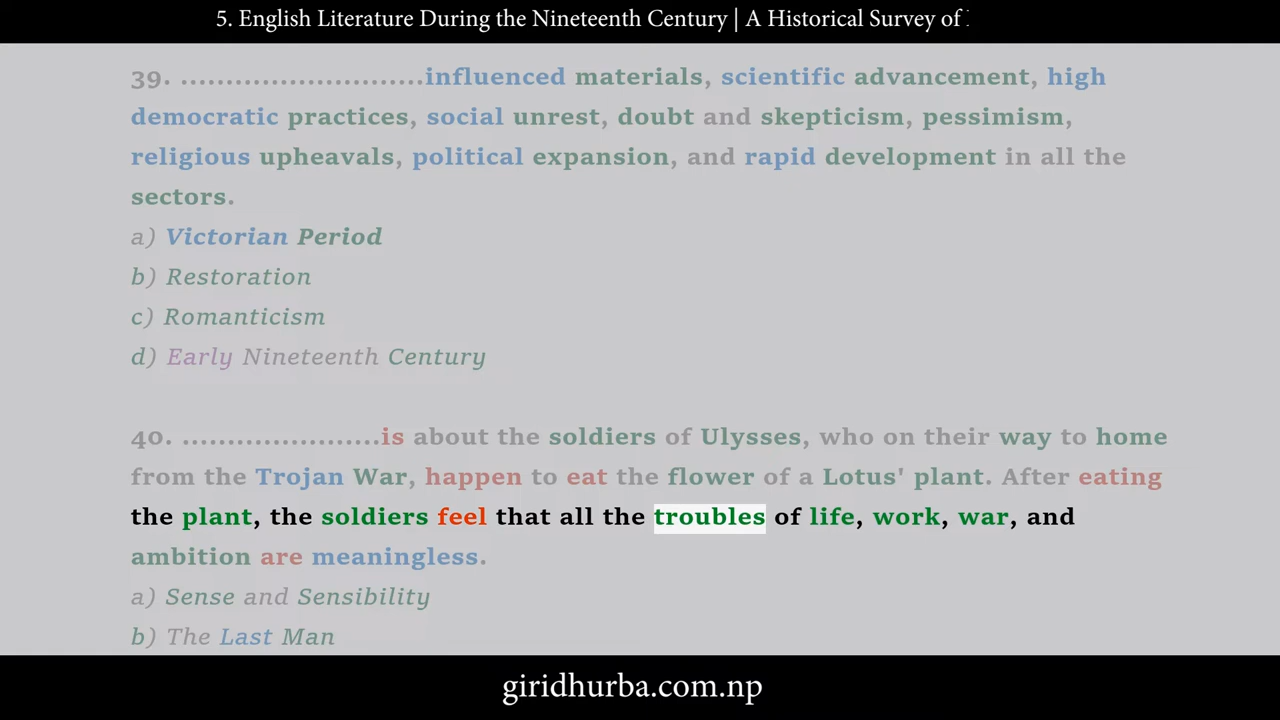 5. English Literature During the Nineteenth Century | A Historical Survey of
39. ...........................influenced materials, scientific advancement, high
democratic practices, social unrest, doubt and skepticism, pessimism,
religious upheavals, political expansion, and rapid development in all the
sectors.
a) Victorian Period
b) Restoration
c) Romanticism
d) Early Nineteenth Century
40. ......................is about the soldiers of Ulysses, who on their way to home
from the Trojan War, happen to eat the flower of a Lotus' plant. After eating
the plant, the soldiers feel that all the troubles of life, work, war, and
ambition are meaningless.
a) Sense and Sensibility
b) The Last Man
giridhurba.com.np